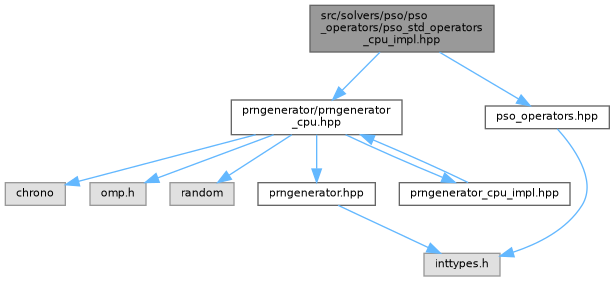 src/solvers/pso/pso
_operators/pso_std_operators
_cpu_impl.hpp
prngenerator/prngenerator
_cpu.hpp
pso_operators.hpp
chrono
omp.h
random
prngenerator.hpp
prngenerator_cpu_impl.hpp
inttypes.h